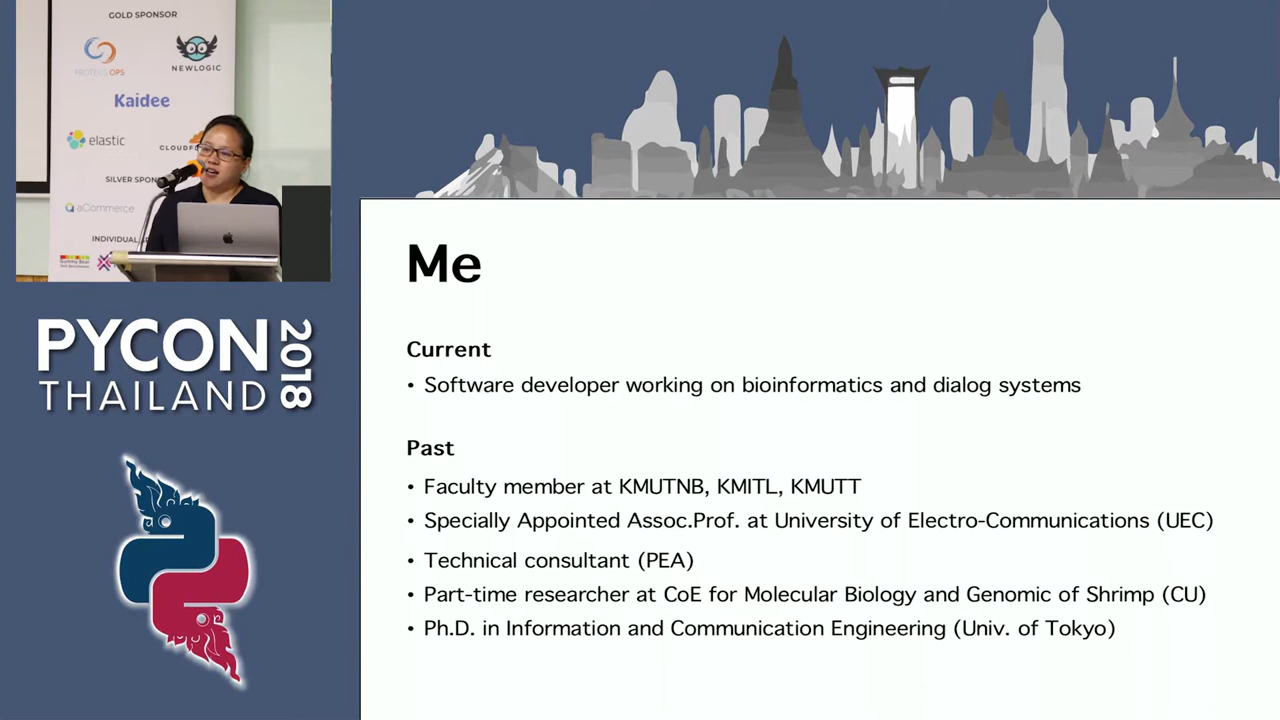 GOLD SPONSOR
PROTEUS OPS
NEWLOGIC
Kaidee
elastic
SILVER SPON
aCommerce
INDIVIDUAL
PYCON
THAILAND
2018
Me
Current
• Software developer working on bioinformatics and dialog systems
Past
• Faculty member at KMUTNB, KMITL, KMUTT
• Specially Appointed Assoc.Prof. at University of Electro-Communications (UEC)
• Technical consultant (PEA)
• Part-time researcher at CoE for Molecular Biology and Genomic of Shrimp (CU)
• Ph.D. in Information and Communication Engineering (Univ. of Tokyo)